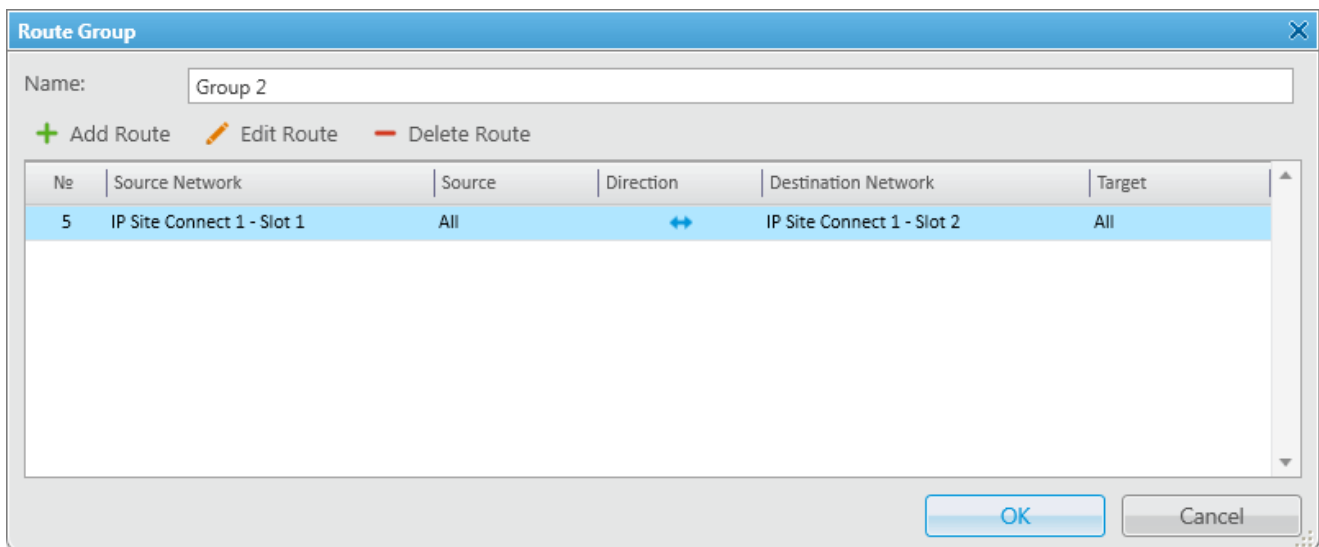 Route Group
Name: Group 2
Add Route Edit Route Delete Route
№ Source Network Source Direction Destination Network Target
5 IP Site Connect 1 - Slot 1 All IP Site Connect 1 - Slot 2 All
OK Cancel